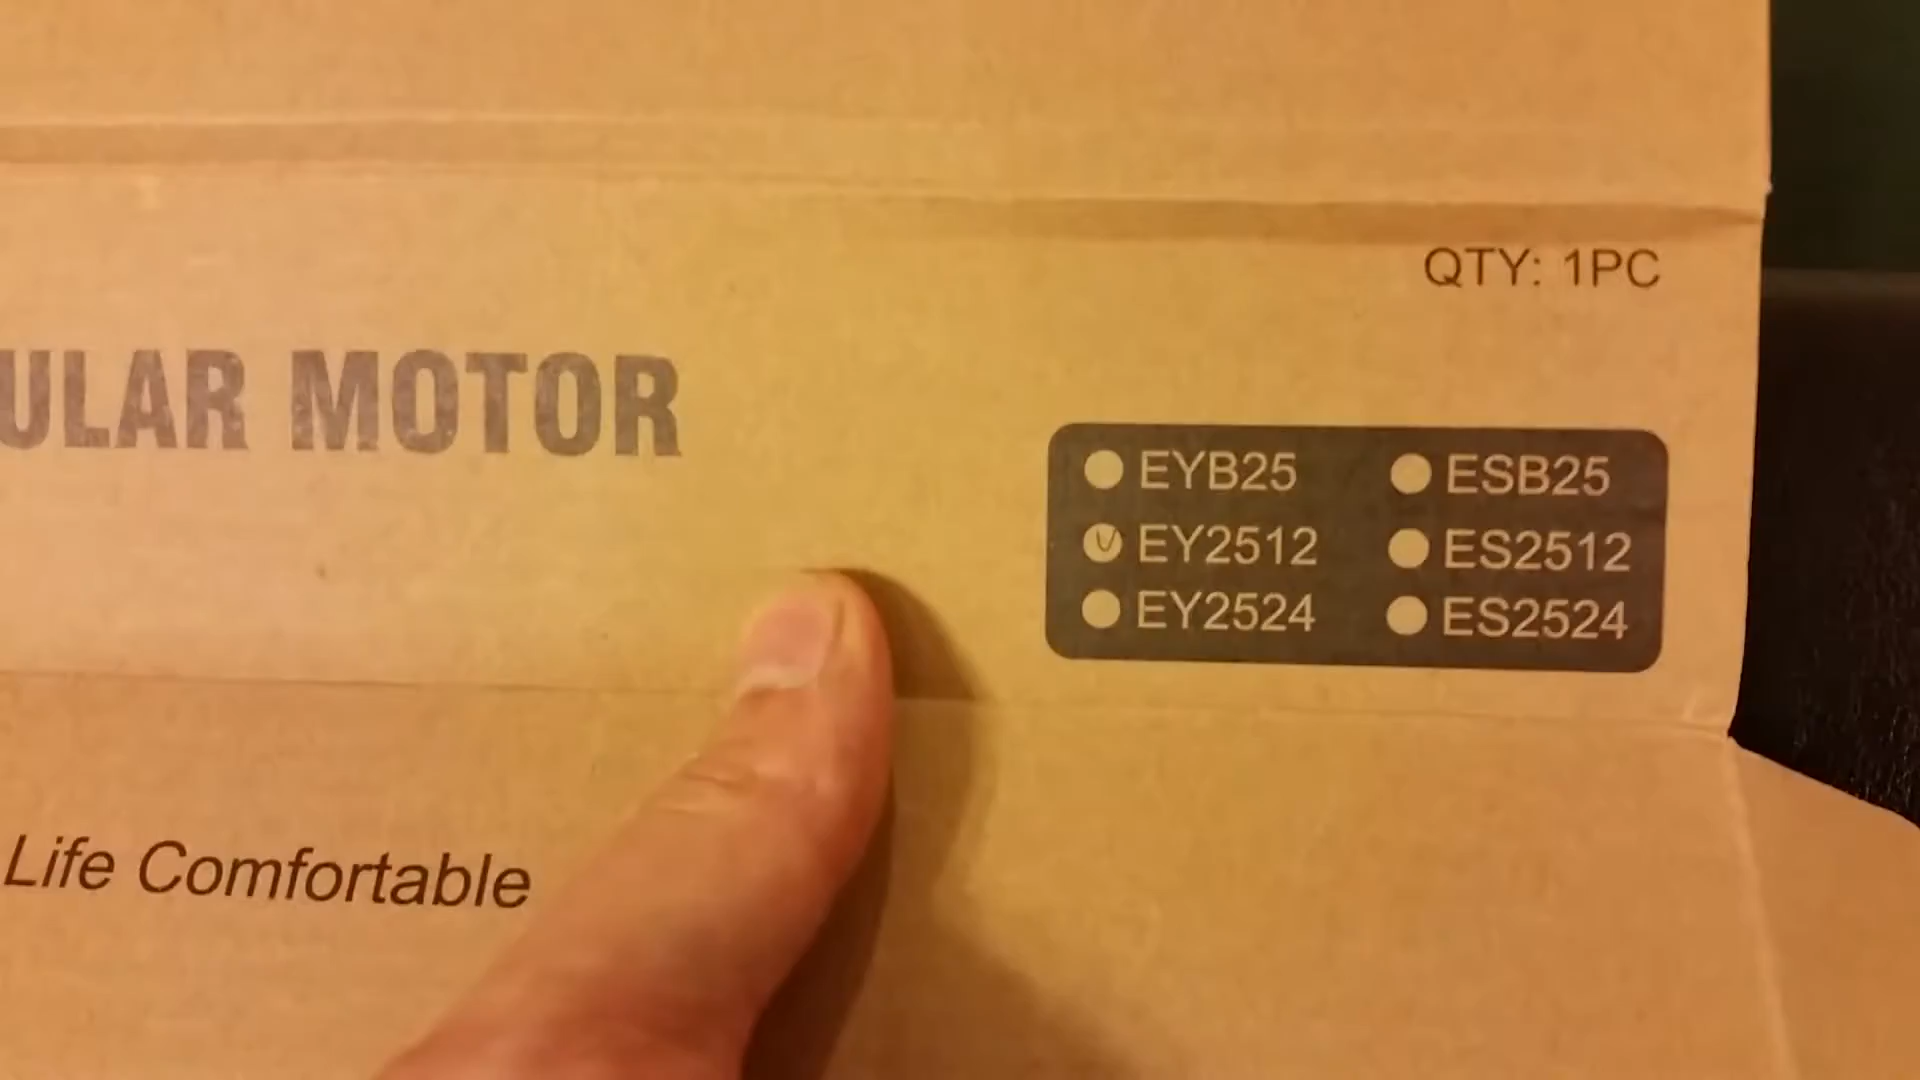 QTY: 1PC
ULAR MOTOR
EYB25 ESB25
EY2512 ES2512
EY2524 ES2524
Life Comfortable